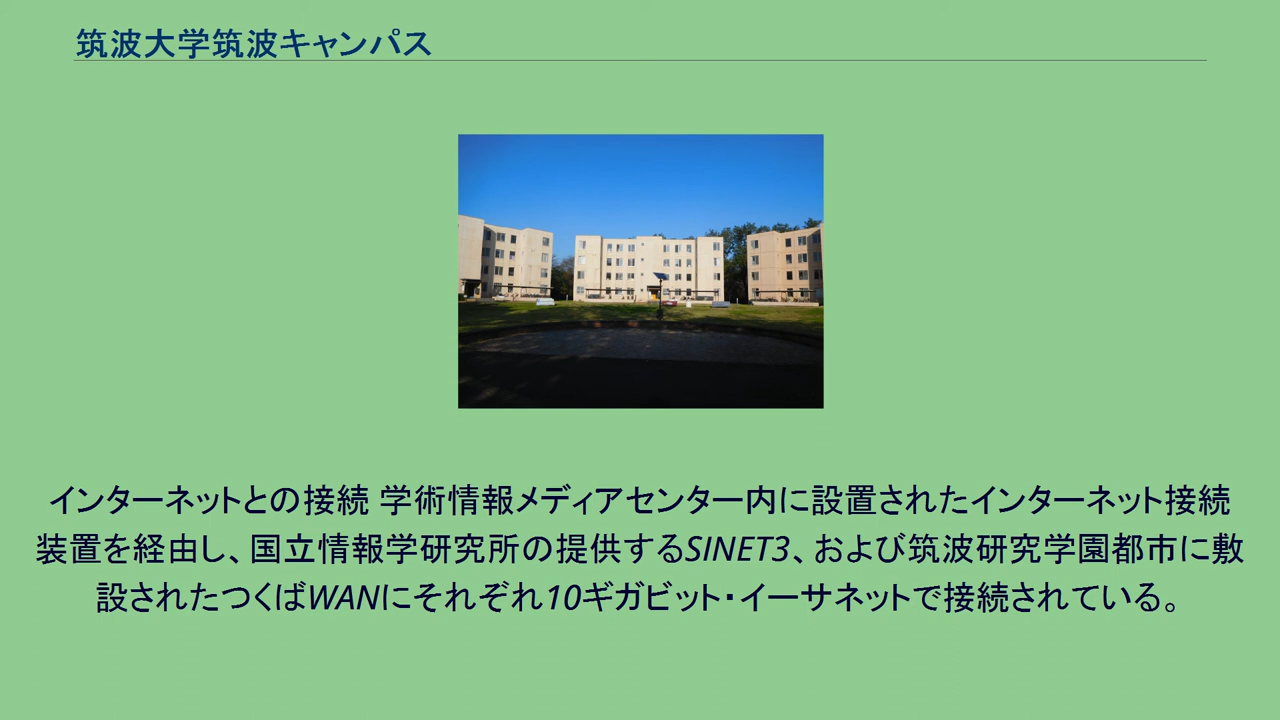 筑波大学筑波キャンパス
インターネットとの接続 学術情報メディアセンター内に設置されたインターネット接続
装置を経由し、国立情報学研究所の提供するSINET3、および筑波研究学園都市に敷
設されたつくばWANにそれぞれ10ギガビット・イーサネットで接続されている。